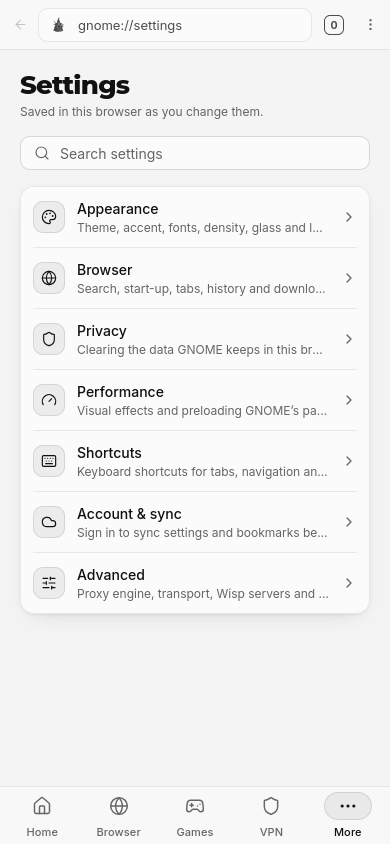 gnome://settings
0
Settings
Saved in this browser as you change them.
Search settings
Appearance
Theme, accent, fonts, density, glass and l...
Browser
Search, start-up, tabs, history and downlo...
Privacy
Clearing the data GNOME keeps in this br...
Performance
Visual effects and preloading GNOME’s pa...
Shortcuts
Keyboard shortcuts for tabs, navigation an...
Account & sync
Sign in to sync settings and bookmarks be...
Advanced
Proxy engine, transport, Wisp servers and ...
Home Browser Games VPN More